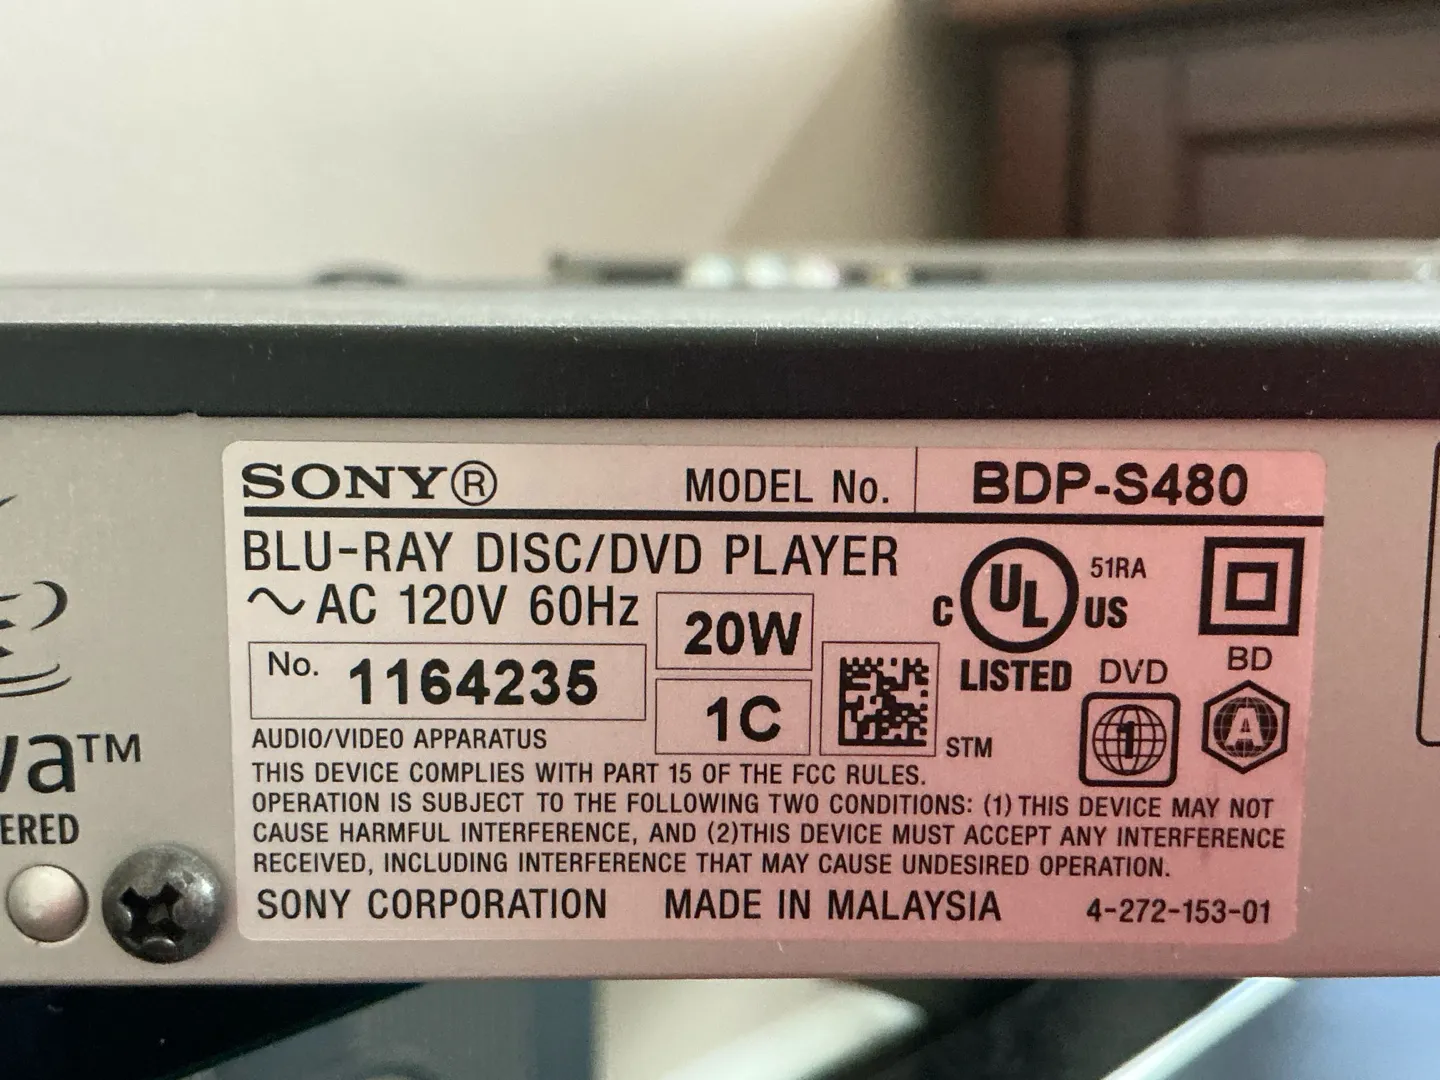 SONY® MODEL No. BDP-S480
BLU-RAY DISC/DVD PLAYER
~ AC 120V 60Hz 20W
C UL US 51RA
LISTED
No. 1164235
1C
STM
DVD
1
BD
A
AUDIO/VIDEO APPARATUS
THIS DEVICE COMPLIES WITH PART 15 OF THE FCC RULES.
OPERATION IS SUBJECT TO THE FOLLOWING TWO CONDITIONS: (1) THIS DEVICE MAY NOT
CAUSE HARMFUL INTERFERENCE, AND (2)THIS DEVICE MUST ACCEPT ANY INTERFERENCE
RECEIVED, INCLUDING INTERFERENCE THAT MAY CAUSE UNDESIRED OPERATION.
SONY CORPORATION MADE IN MALAYSIA 4-272-153-01